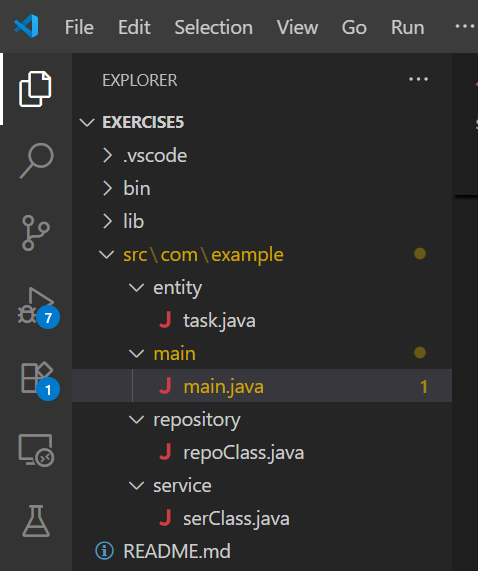 File Edit Selection View Go Run ...
EXPLORER ...
EXERCISE5
.vscode
bin
lib
src\com\example
entity
J task.java
7
main
J main.java 1
1
repository
J repoClass.java
service
J serClass.java
README.md